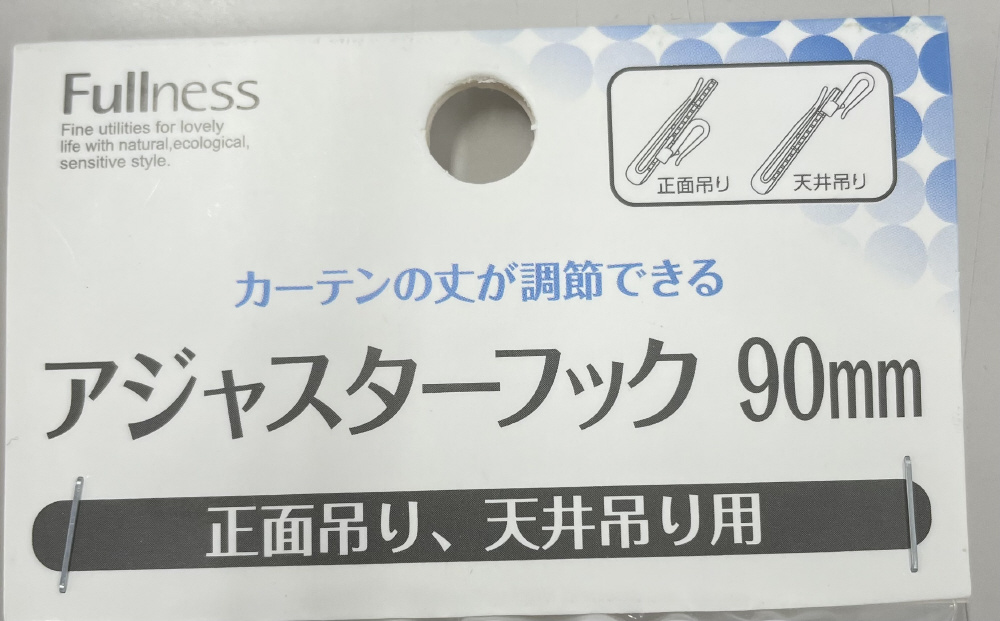 Fullness
Fine utilities for lovely
life with natural,ecological,
sensitive style.
正面吊り
天井吊り
カーテンの丈が調節できる
アジャスターフック 90mm
正面吊り、天井吊り用